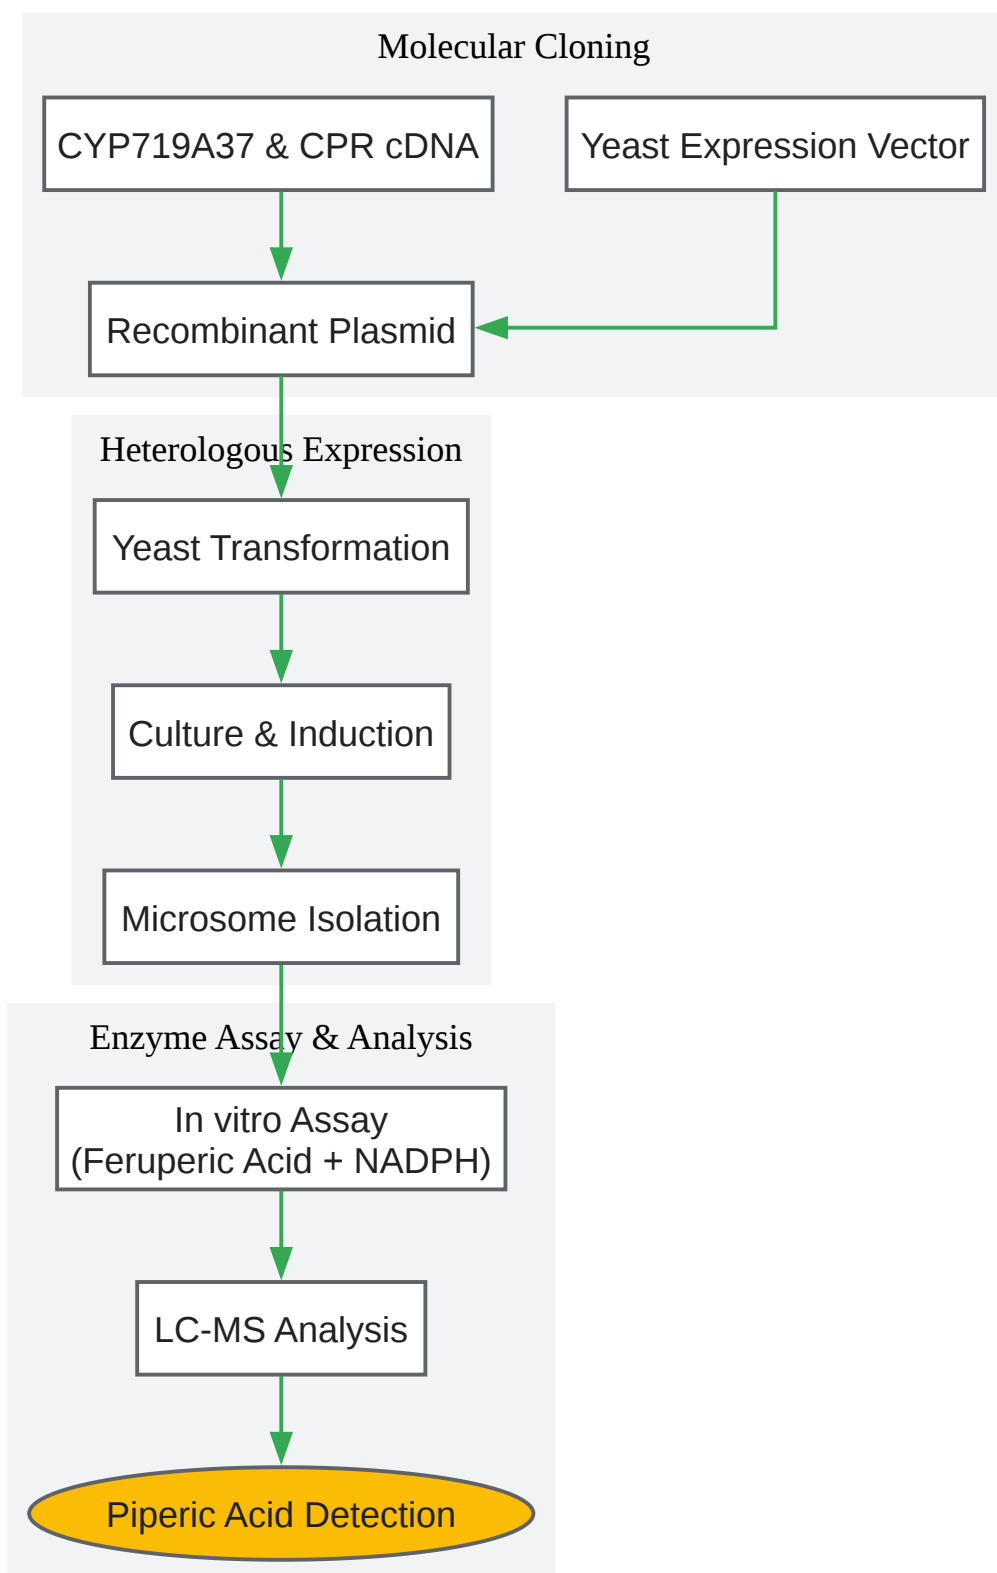 Molecular Cloning
CYP719A37 & CPR cDNA
Yeast Expression Vector
Recombinant Plasmid
Heterologous Expression
Yeast Transformation
Culture & Induction
Microsome Isolation
Enzyme Assay & Analysis
In vitro Assay
(Feruperic Acid + NADPH)
LC-MS Analysis
Piperic Acid Detection